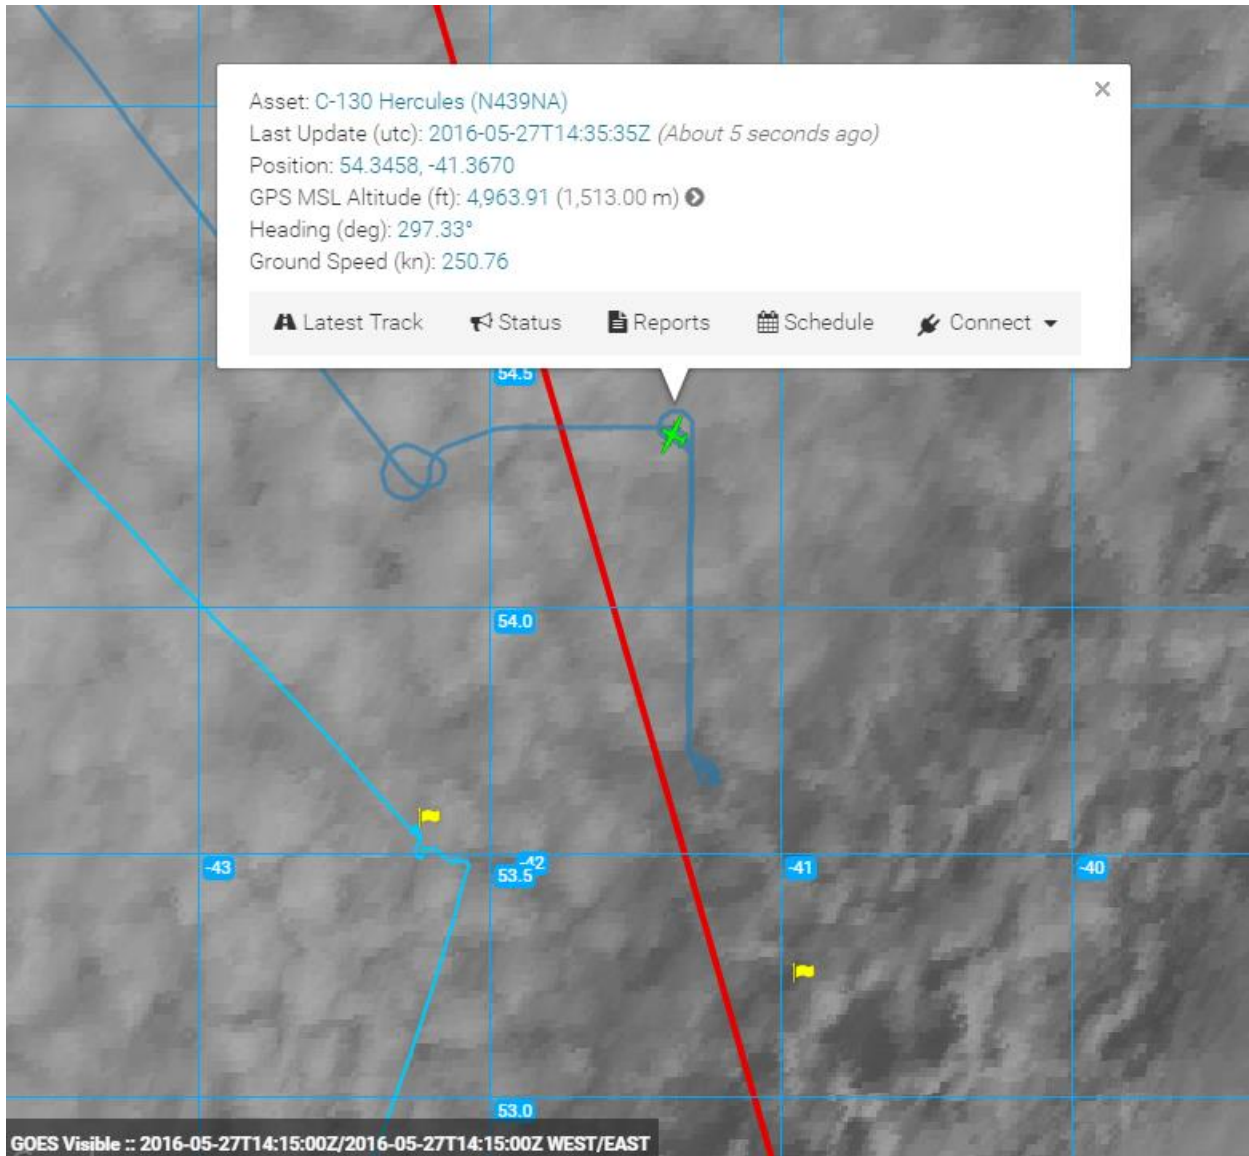 Asset: C-130 Hercules (N439NA)
Last Update (utc): 2016-05-27T14:35:35Z (About 5 seconds ago)
Position: 54.3458, -41.3670
GPS MSL Altitude (ft): 4,963.91 (1,513.00 m)
Heading (deg): 297.33°
Ground Speed (kn): 250.76
Latest Track Status Reports Schedule Connect
54.5
54.0
-43 -42 -41 -40
53.5
53.0
GOES Visible :: 2016-05-27T14:15:00Z/2016-05-27T14:15:00Z WEST/EAST